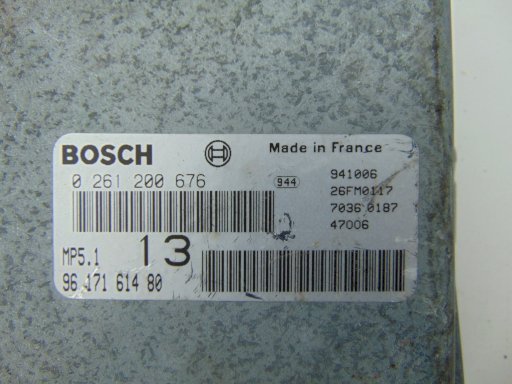 BOSCH Made in France
0 261 200 676 944 941006
26FM0117
7036 0187
47006
MP5.1 13
96 171 614 80